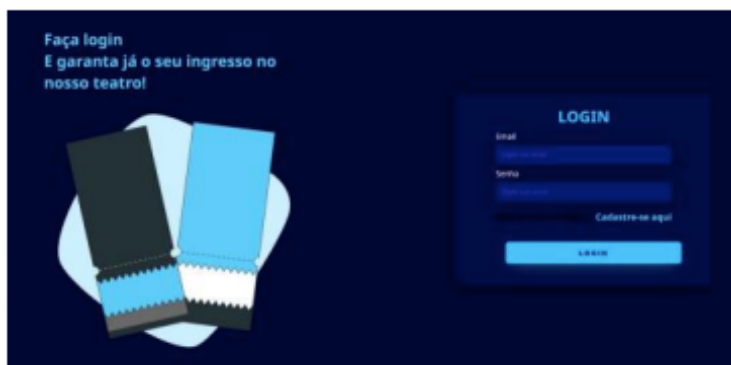 Faça login
E garanta já o seu ingresso no
nosso teatro!
LOGIN
Email
Senha
Cadastre-se aqui
LOGIN